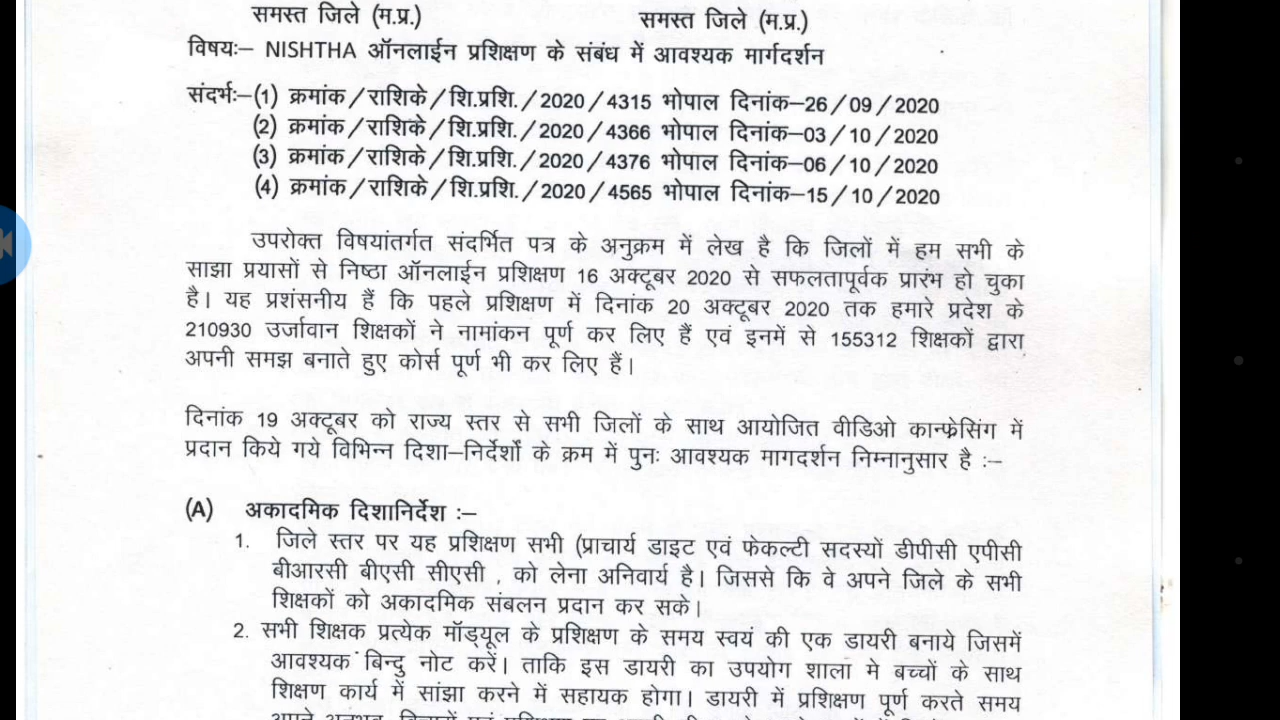 समस्त जिले (म.प्र.) समस्त जिले (म.प्र.)
विषयः– NISHTHA ऑनलाईन प्रशिक्षण के संबंध में आवश्यक मार्गदर्शन
संदर्भः–(1) क्रमांक/राशिके/शि.प्रशि./2020/4315 भोपाल दिनांक–26/09/2020
(2) क्रमांक/राशिके/शि.प्रशि./2020/4366 भोपाल दिनांक–03/10/2020
(3) क्रमांक/राशिके/शि.प्रशि./2020/4376 भोपाल दिनांक–06/10/2020
(4) क्रमांक/राशिके/शि.प्रशि./2020/4565 भोपाल दिनांक–15/10/2020
उपरोक्त विषयांतर्गत संदर्भित पत्र के अनुक्रम में लेख है कि जिलों में हम सभी के
साझा प्रयासों से निष्ठा ऑनलाईन प्रशिक्षण 16 अक्टूबर 2020 से सफलतापूर्वक प्रारंभ हो चुका
है। यह प्रशंसनीय हैं कि पहले प्रशिक्षण में दिनांक 20 अक्टूबर 2020 तक हमारे प्रदेश के
210930 उर्जावान शिक्षकों ने नामांकन पूर्ण कर लिए हैं एवं इनमें से 155312 शिक्षकों द्वारा
अपनी समझ बनाते हुए कोर्स पूर्ण भी कर लिए हैं।
दिनांक 19 अक्टूबर को राज्य स्तर से सभी जिलों के साथ आयोजित वीडिओ कान्फ्रेसिंग में
प्रदान किये गये विभिन्न दिशा–निर्देशों के क्रम में पुनः आवश्यक मागदर्शन निम्नानुसार है :–
(A) अकादमिक दिशानिर्देश :–
1. जिले स्तर पर यह प्रशिक्षण सभी (प्राचार्य डाइट एवं फेकल्टी सदस्यों डीपीसी एपीसी
बीआरसी बीएसी सीएसी , को लेना अनिवार्य है। जिससे कि वे अपने जिले के सभी
शिक्षकों को अकादमिक संबलन प्रदान कर सके।
2. सभी शिक्षक प्रत्येक मॉड्यूल के प्रशिक्षण के समय स्वयं की एक डायरी बनाये जिसमें
आवश्यक बिन्दु नोट करें। ताकि इस डायरी का उपयोग शाला मे बच्चों के साथ
शिक्षण कार्य में सांझा करने में सहायक होगा। डायरी में प्रशिक्षण पूर्ण करते समय